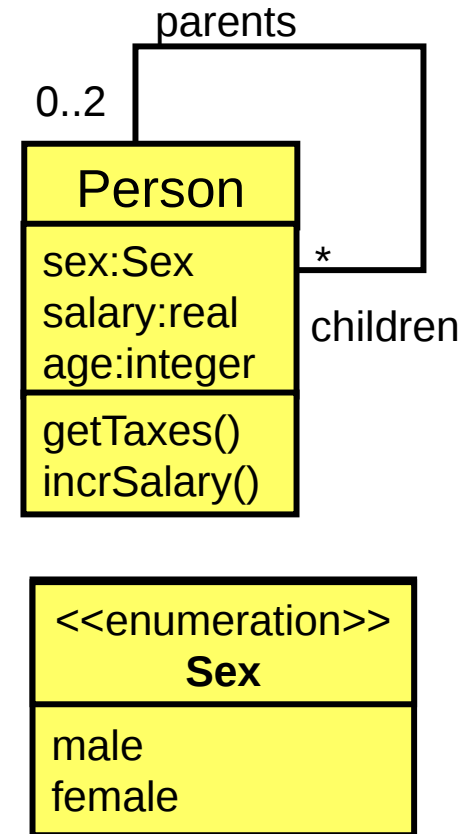 parents
0..2
Person
sex:Sex
salary:real
age:integer
*
children
getTaxes()
incrSalary()
<<enumeration>>
Sex
male
female